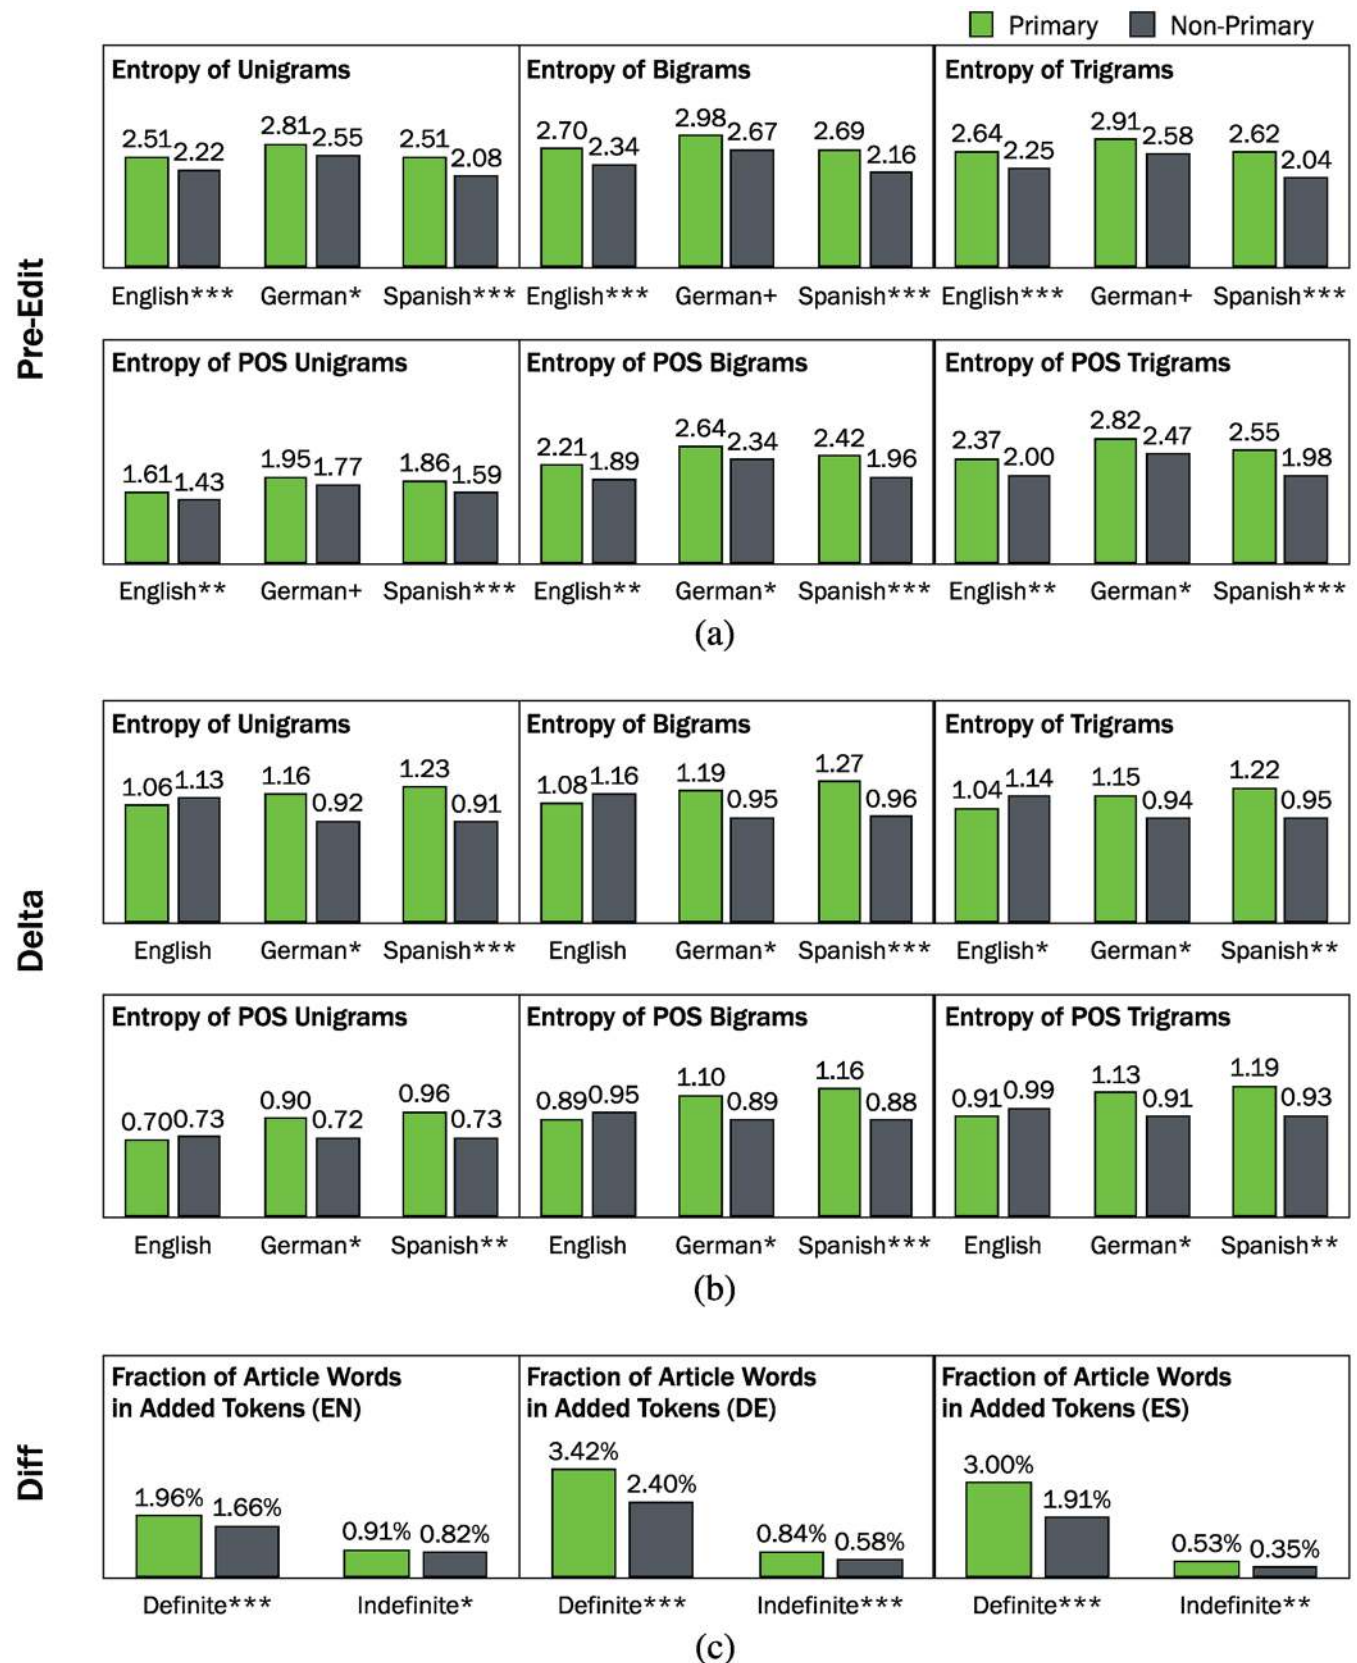 Primary Non-Primary
Pre-Edit
Entropy of Unigrams Entropy of Bigrams Entropy of Trigrams
2.51 2.22 2.81 2.55 2.51 2.08 2.70 2.34 2.98 2.67 2.69 2.16 2.64 2.25 2.91 2.58 2.62 2.04
English*** German* Spanish*** English*** German+ Spanish*** English*** German+ Spanish***
Entropy of POS Unigrams Entropy of POS Bigrams Entropy of POS Trigrams
1.61 1.43 1.95 1.77 1.86 1.59 2.21 1.89 2.64 2.34 2.42 1.96 2.37 2.00 2.82 2.47 2.55 1.98
English** German+ Spanish*** English** German* Spanish*** English** German* Spanish***
(a)
Delta
Entropy of Unigrams Entropy of Bigrams Entropy of Trigrams
1.06 1.13 1.16 0.92 1.23 0.91 1.08 1.16 1.19 0.95 1.27 0.96 1.04 1.14 1.15 0.94 1.22 0.95
English German* Spanish*** English German* Spanish*** English* German* Spanish**
Entropy of POS Unigrams Entropy of POS Bigrams Entropy of POS Trigrams
0.70 0.73 0.90 0.72 0.96 0.73 0.89 0.95 1.10 0.89 1.16 0.88 0.91 0.99 1.13 0.91 1.19 0.93
English German* Spanish** English German* Spanish*** English German* Spanish**
(b)
Diff
Fraction of Article Words Fraction of Article Words Fraction of Article Words
in Added Tokens (EN) in Added Tokens (DE) in Added Tokens (ES)
1.96% 1.66% 0.91% 0.82% 3.42% 2.40% 0.84% 0.58% 3.00% 1.91% 0.53% 0.35%
Definite*** Indefinite* Definite*** Indefinite*** Definite*** Indefinite**
(c)